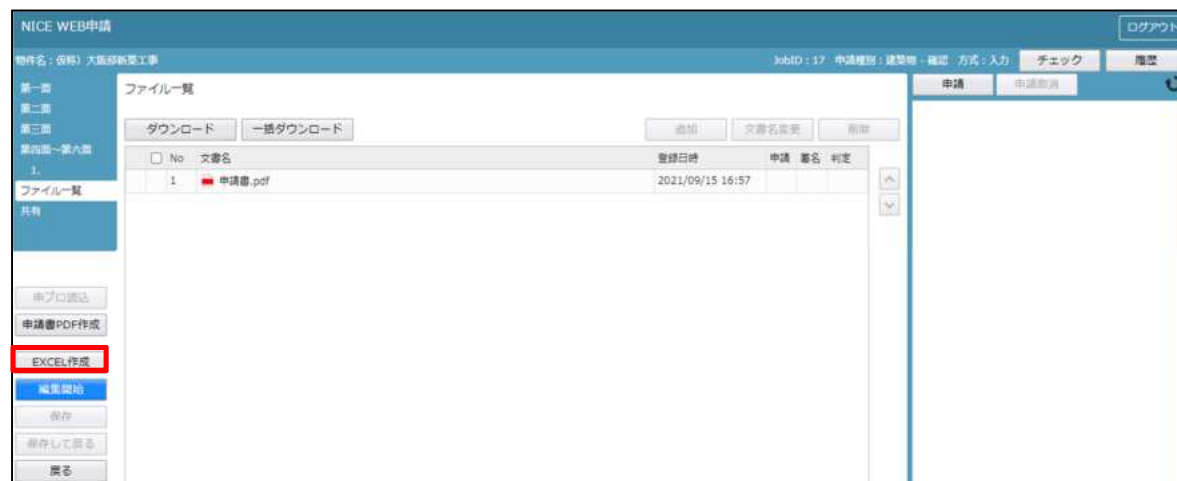 NICE WEB申請
ログアウト
物件名：仮称）大阪邸新築工事 JobID：17 申請種別：建築物 - 確認 方式：入力 チェック 履歴
第一面
第二面
第三面
第四面～第六面
1.
ファイル一覧
共有
ファイル一覧
申請 申請取消
ダウンロード 一括ダウンロード 追加 文書名変更 削除
No 文書名 登録日時 申請 署名 判定
1 申請書.pdf 2021/09/15 16:57
申プロ読込
申請書PDF作成
EXCEL作成
編集開始
保存
保存して戻る
戻る